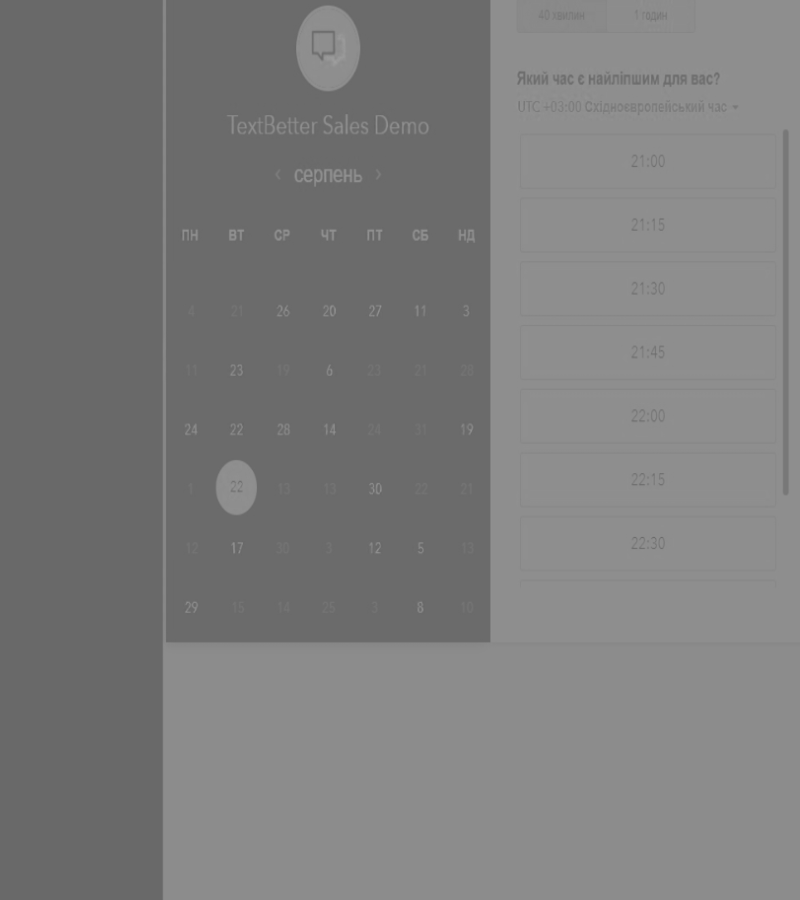 40 хвилин 1 годин
TextBetter Sales Demo
‹ серпень ›
ПН ВТ СР ЧТ ПТ СБ НД
4 21 26 20 27 11 3
11 23 19 6 23 21 28
24 22 28 14 24 31 19
1 22 13 13 30 22 21
12 17 30 3 12 5 13
29 15 14 25 3 8 10
Який час є найліпшим для вас?
UTC +03:00 Східноєвропейський час
21:00
21:15
21:30
21:45
22:00
22:15
22:30